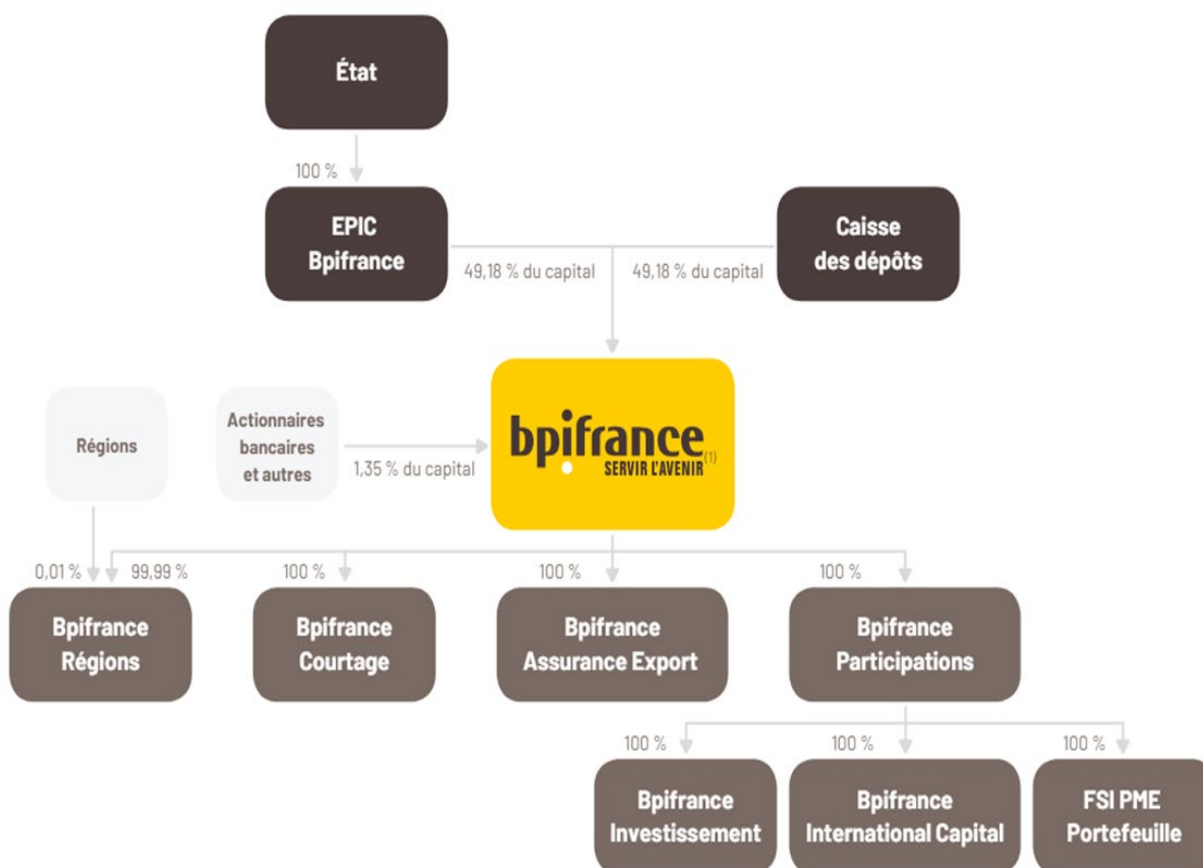 État
100 %
EPIC
Bpifrance
Caisse
des dépôts
49,18 % du capital
49,18 % du capital
Régions
Actionnaires
bancaires
et autres
1,35 % du capital
bpifrance
SERVIR L'AVENIR (1)
0,01 %
99,99 %
100 %
100 %
100 %
Bpifrance
Régions
Bpifrance
Courtage
Bpifrance
Assurance Export
Bpifrance
Participations
100 %
100 %
100 %
Bpifrance
Investissement
Bpifrance
International Capital
FSI PME
Portefeuille